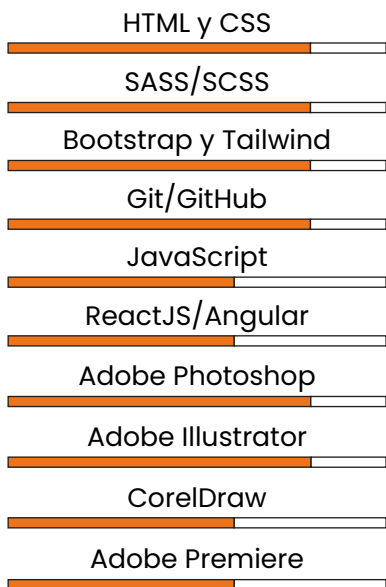 HTML y CSS
SASS/SCSS
Bootstrap y Tailwind
Git/GitHub
JavaScript
ReactJS/Angular
Adobe Photoshop
Adobe Illustrator
CorelDraw
Adobe Premiere